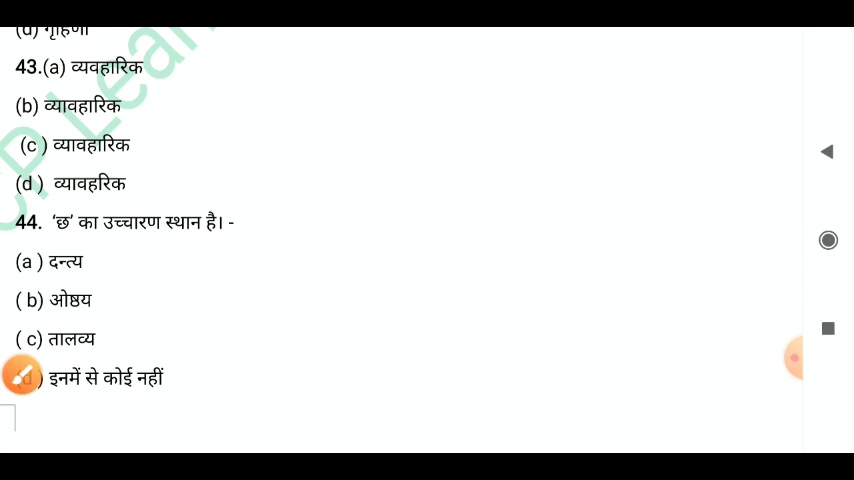 (d) गृहिणी
43.(a) व्यवहारिक
(b) व्यावहारिक
(c ) व्यावहारिक
(d ) व्यावहरिक
44. ‘छ’ का उच्चारण स्थान है। -
(a ) दन्त्य
( b) ओष्ठय
( c) तालव्य
(d ) इनमें से कोई नहीं